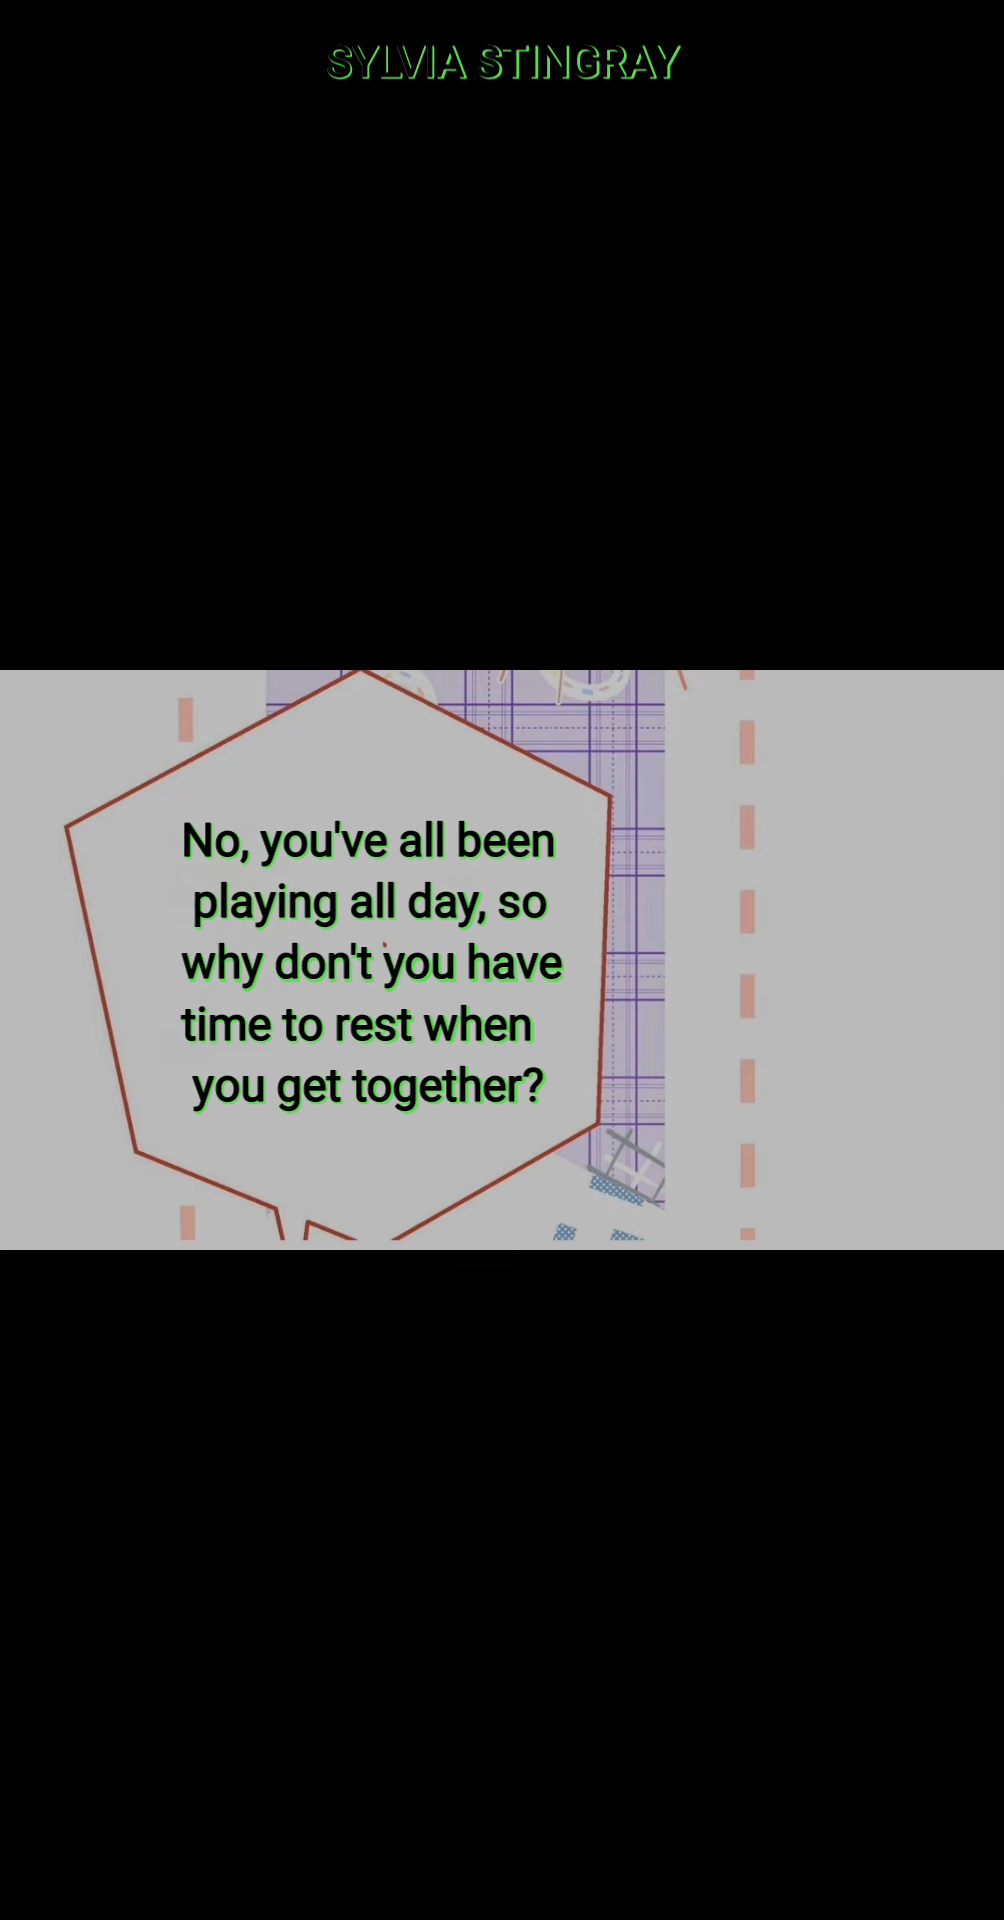 SYLVIA STINGRAY
No, you've all been
playing all day, so
why don't you have
time to rest when
you get together?